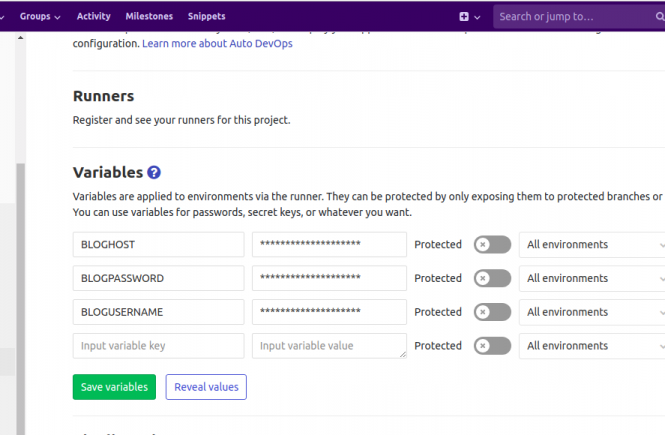 Groups Activity Milestones Snippets Search or jump to…
configuration. Learn more about Auto DevOps
Runners
Register and see your runners for this project.
Variables ?
Variables are applied to environments via the runner. They can be protected by only exposing them to protected branches or
You can use variables for passwords, secret keys, or whatever you want.
BLOGHOST ******************** Protected All environments
BLOGPASSWORD ******************** Protected All environments
BLOGUSERNAME ******************** Protected All environments
Input variable key Input variable value Protected All environments
Save variables Reveal values